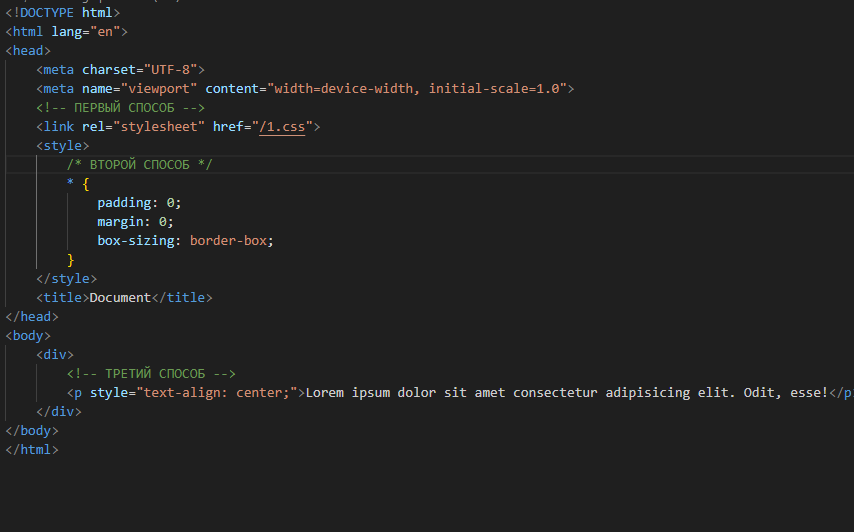 <!DOCTYPE html>
<html lang="en">
<head>
    <meta charset="UTF-8">
    <meta name="viewport" content="width=device-width, initial-scale=1.0">
    <!-- ПЕРВЫЙ СПОСОБ -->
    <link rel="stylesheet" href="/1.css">
    <style>
        /* ВТОРОЙ СПОСОБ */
        * {
            padding: 0;
            margin: 0;
            box-sizing: border-box;
        }
    </style>
    <title>Document</title>
</head>
<body>
    <div>
        <!-- ТРЕТИЙ СПОСОБ -->
        <p style="text-align: center;">Lorem ipsum dolor sit amet consectetur adipisicing elit. Odit, esse!</p
    </div>
</body>
</html>